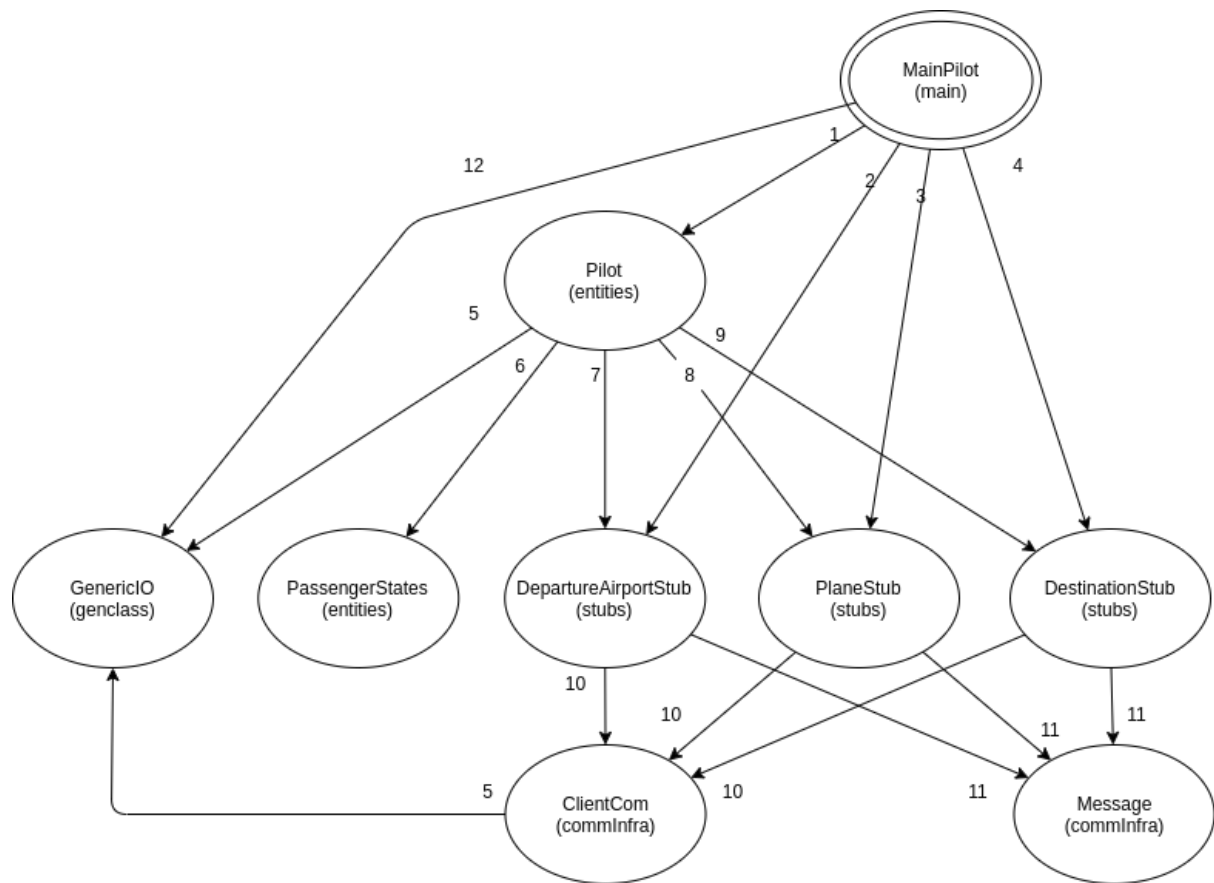 MainPilot
(main)
1
12
2
3
4
Pilot
(entities)
5
6
7
8
9
GenericIO
(genclass)
PassengerStates
(entities)
DepartureAirportStub
(stubs)
PlaneStub
(stubs)
DestinationStub
(stubs)
10
10
11
11
5
ClientCom
(commInfra)
10
11
Message
(commInfra)